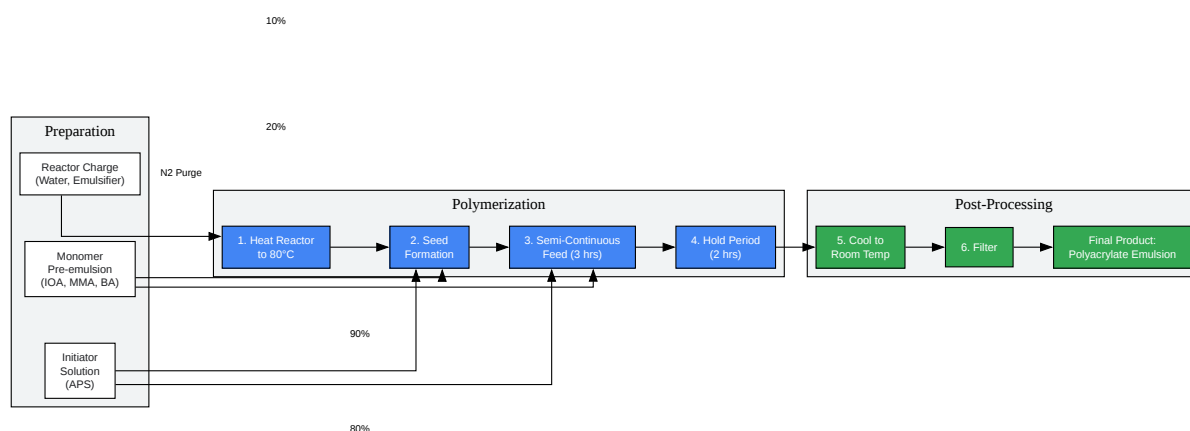 10%
20%
Preparation
Reactor Charge
(Water, Emulsifier)
N2 Purge
Monomer
Pre-emulsion
(IOA, MMA, BA)
Initiator
Solution
(APS)
Polymerization
1. Heat Reactor
to 80°C
2. Seed
Formation
3. Semi-Continuous
Feed (3 hrs)
4. Hold Period
(2 hrs)
Post-Processing
5. Cool to
Room Temp
6. Filter
Final Product:
Polyacrylate Emulsion
90%
80%